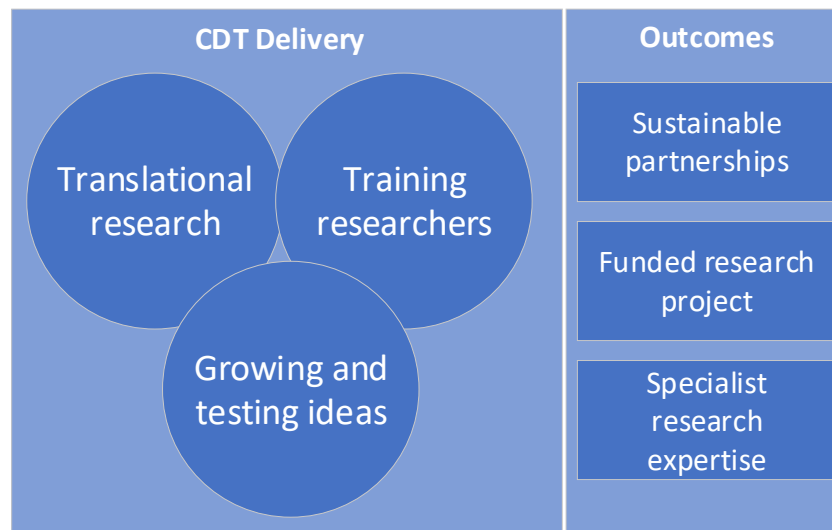 CDT Delivery
Translational
research
Training
researchers
Growing and
testing ideas
Outcomes
Sustainable
partnerships
Funded research
project
Specialist
research
expertise